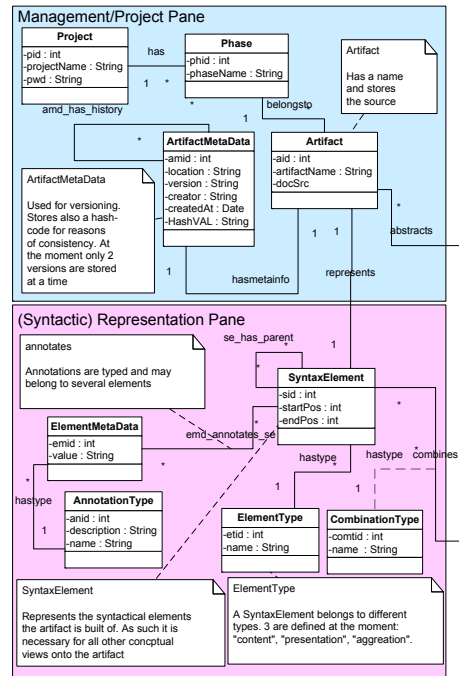 Management/Project Pane
Project
-pid : int
-projectName : String
-pwd : String
has
1
*
Phase
-phid : int
-phaseName : String
Artifact
Has a name
and stores
the source
amd_has_history
*
*
1
belongsto
*
ArtifactMetaData
-amid : int
-location : String
-version : String
-creator : String
-createdAt : Date
-HashVAL : String
Artifact
-aid : int
-artifactName : String
-docSrc
ArtifactMetaData
Used for versioning.
Stores also a hash-
code for reasons
of consistency. At
the moment only 2
versions are stored
at a time
*
abstracts
1
1
1
hasmetainfo
represents
(Syntactic) Representation Pane
annotates
Annotations are typed and may
belong to several elements
se_has_parent
1
*
*
SyntaxElement
-sid : int
-startPos : int
-endPos : int
*
*
ElementMetaData
-emid : int
-value : String
emd_annotates_se
*
*
hastype
*
hastype
combines
*
hastype
1
AnnotationType
-anid : int
-description : String
-name : String
1
1
ElementType
-etid : int
-name : String
CombinationType
-comtid : int
-name : String
SyntaxElement
Represents the syntactical elements
the artifact is built of. As such it is
necessary for all other conceptual
views onto the artifact
ElementType
A SyntaxElement belongs to different
types. 3 are defined at the moment:
"content", "presentation", "aggreation".